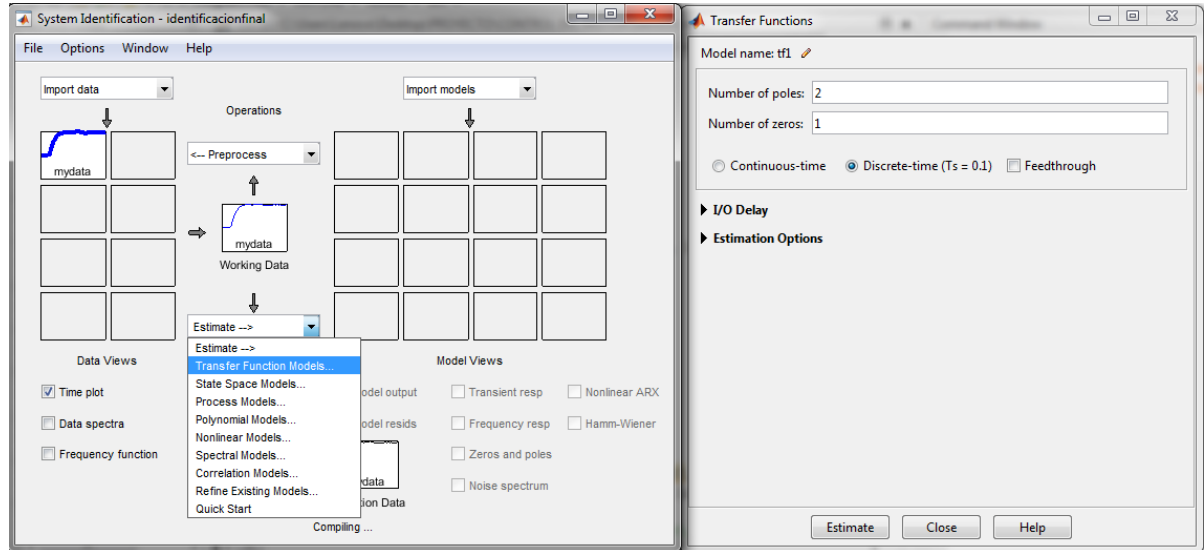 System Identification - identificacionfinal
File Options Window Help
Import data
Import models
Operations
mydata
<-- Preprocess
mydata
Working Data
Estimate -->
Estimate -->
Transfer Function Models...
State Space Models...
Process Models...
Polynomial Models...
Nonlinear Models...
Spectral Models...
Correlation Models...
Refine Existing Models...
Quick Start
Data Views
Time plot
Data spectra
Frequency function
Model Views
odel output
Transient resp
Nonlinear ARX
odel resids
Frequency resp
Hamm-Wiener
Zeros and poles
Noise spectrum
ydata
ion Data
Compiling ...
Transfer Functions
Model name: tf1
Number of poles: 2
Number of zeros: 1
Continuous-time Discrete-time (Ts = 0.1) Feedthrough
I/O Delay
Estimation Options
Estimate Close Help